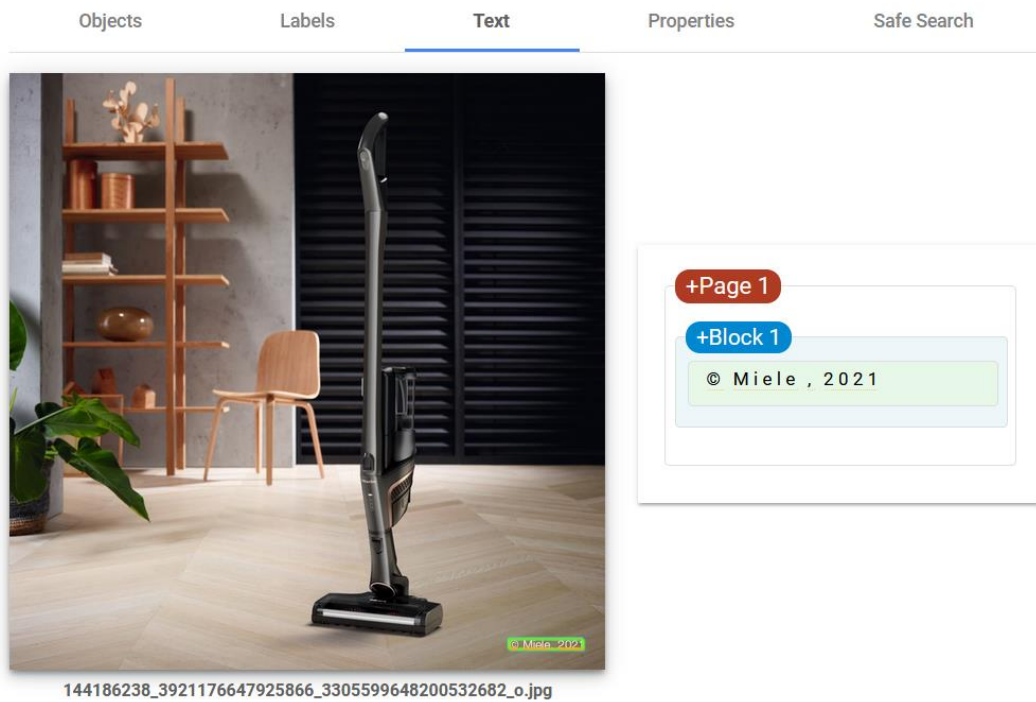 Objects Labels Text Properties Safe Search
+Page 1
+Block 1
© Miele , 2021
© Miele, 2021
144186238_3921176647925866_3305599648200532682_o.jpg